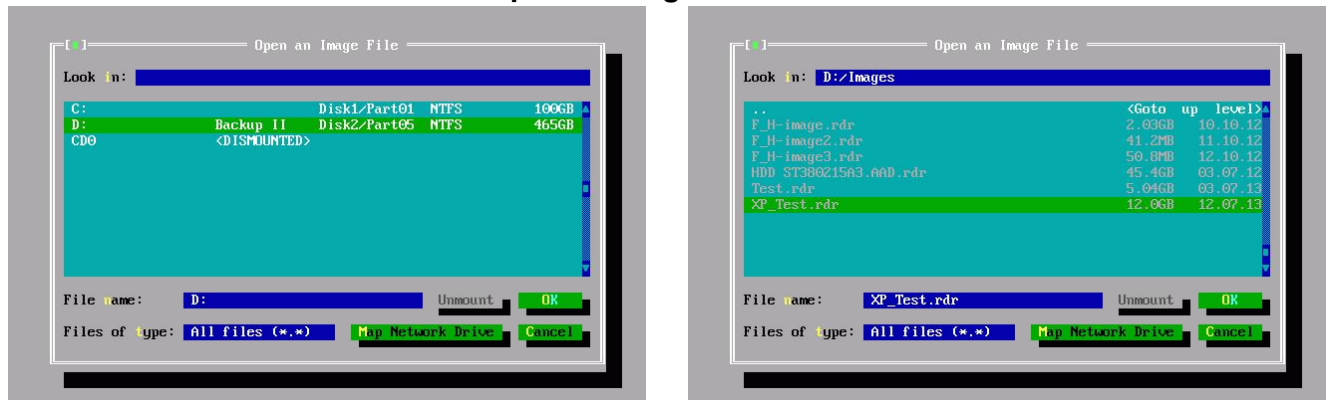 Open an Image File
Look in:
C: Disk1/Part01 NTFS 100GB
D: Backup II Disk2/Part05 NTFS 465GB
CD0 <DISMOUNTED>
File name: D: Unmount OK
Files of type: All files (*.*) Map Network Drive Cancel
Open an Image File
Look in: D:/Images
.. <Goto up level>
F_H-image.rdr 2.03GB 10.10.12
F_H-image2.rdr 41.2MB 11.10.12
F_H-image3.rdr 50.8MB 12.10.12
HDD ST380215A3.AAD.rdr 45.4GB 03.07.12
Test.rdr 5.04GB 03.07.13
XP_Test.rdr 12.0GB 12.07.13
File name: XP_Test.rdr Unmount OK
Files of type: All files (*.*) Map Network Drive Cancel